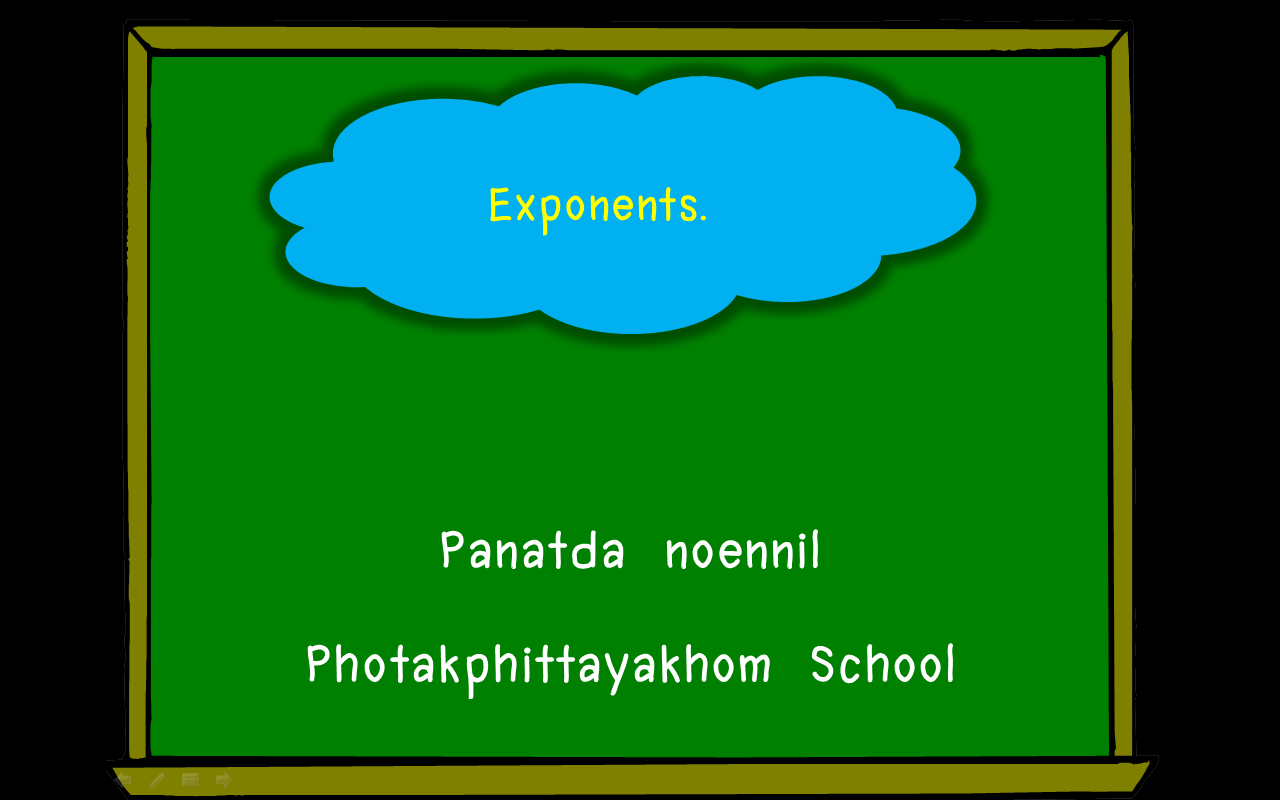 Exponents.
Panatda noennil
Photakphittayakhom School